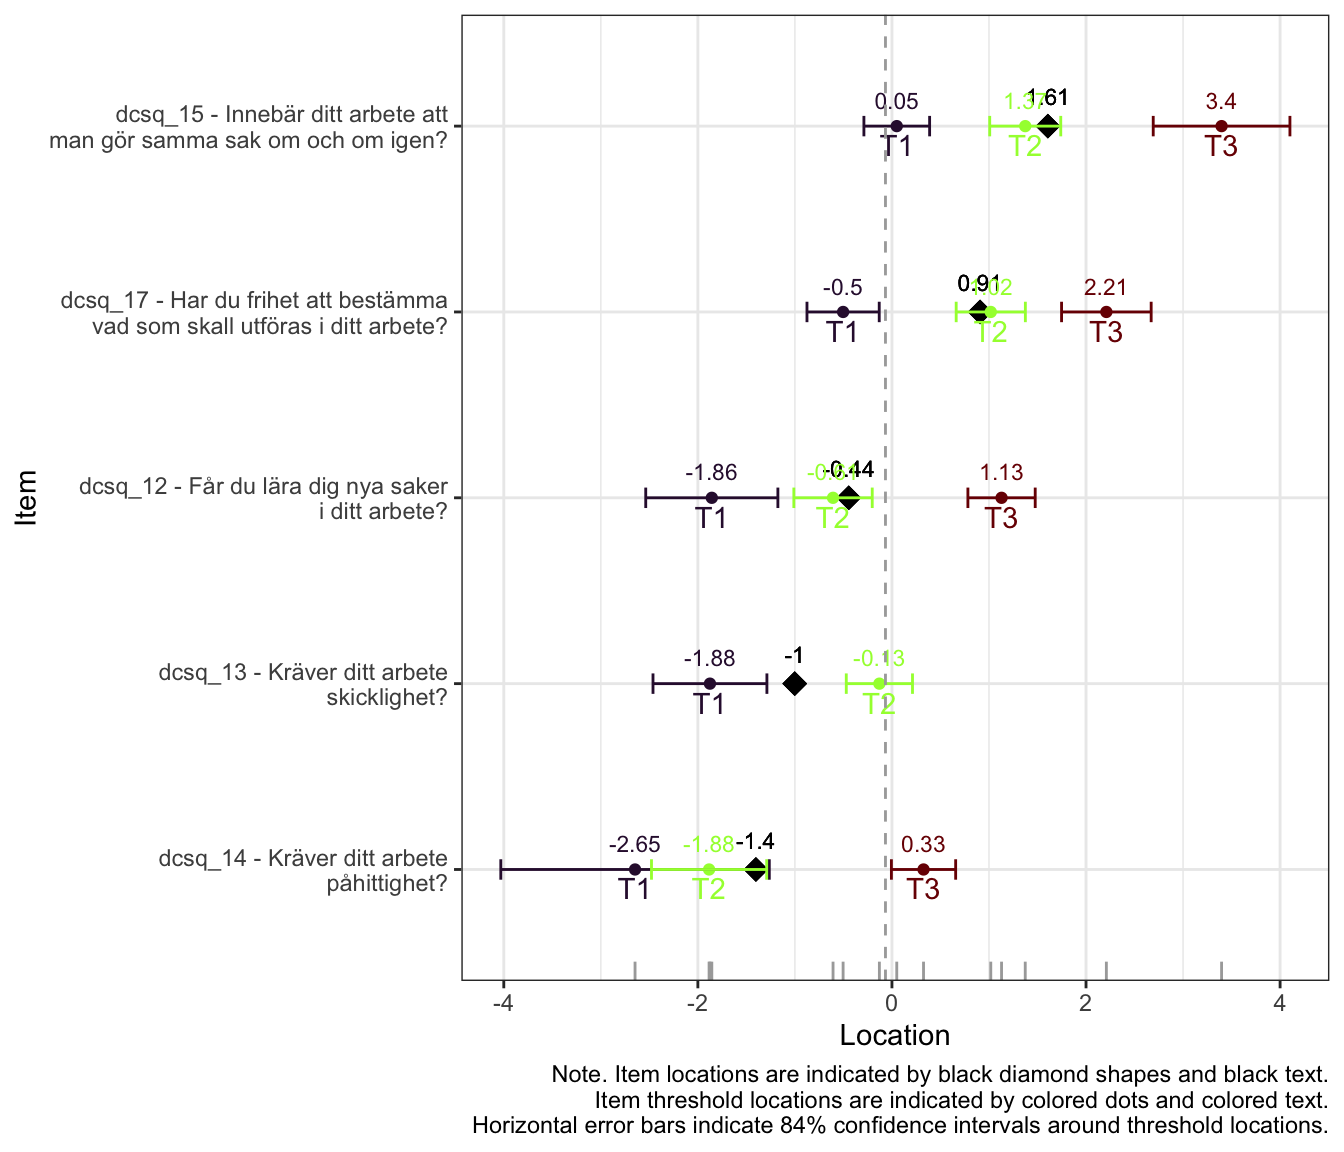 dcsq_15 - Innebär ditt arbete att
man gör samma sak om och om igen?
0.05 1.37 1.61 3.4
T1 T2 T3
dcsq_17 - Har du frihet att bestämma
vad som skall utföras i ditt arbete?
-0.5 0.91 1.02 2.21
T1 T2 T3
dcsq_12 - Får du lära dig nya saker
i ditt arbete?
-1.86 -0.44 1.13
T1 T2 T3
Item
dcsq_13 - Kräver ditt arbete
skicklighet?
-1.88 -1 -0.13
T1 T2
dcsq_14 - Kräver ditt arbete
påhittighet?
-2.65 -1.88 -1.4 0.33
T1 T2 T3
-4 -2 0 2 4
Location
Note. Item locations are indicated by black diamond shapes and black text.
Item threshold locations are indicated by colored dots and colored text.
Horizontal error bars indicate 84% confidence intervals around threshold locations.